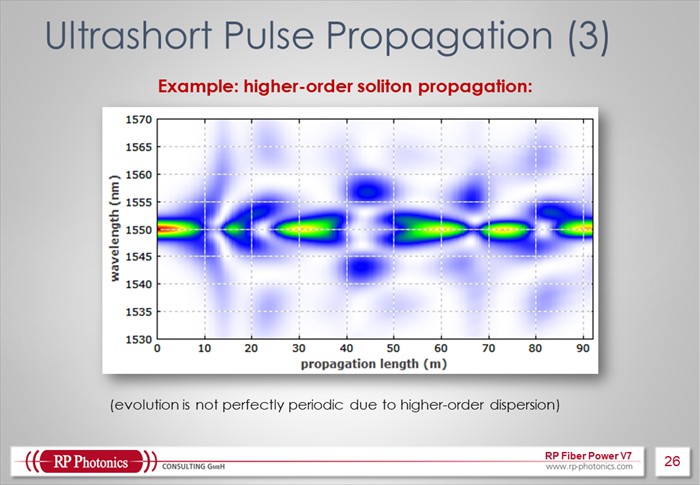 Ultrashort Pulse Propagation (3)
Example: higher-order soliton propagation:
1570
1565
1560
1555
1550
1545
1540
1535
1530
wavelength (nm)
0 10 20 30 40 50 60 70 80 90
propagation length (m)
(evolution is not perfectly periodic due to higher-order dispersion)
RP Photonics
CONSULTING GmbH
RP Fiber Power V7
www.rp-photonics.com
26